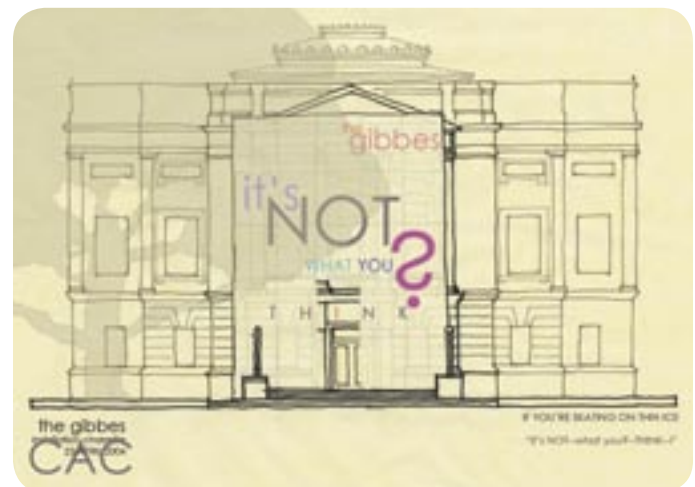 the
gibbes
it's
NOT
WHAT YOU
?
T H I N K
the gibbes
CAC
IF YOU'RE SKATING ON THIN ICE
"It's NOT--what you?--THINK--!"